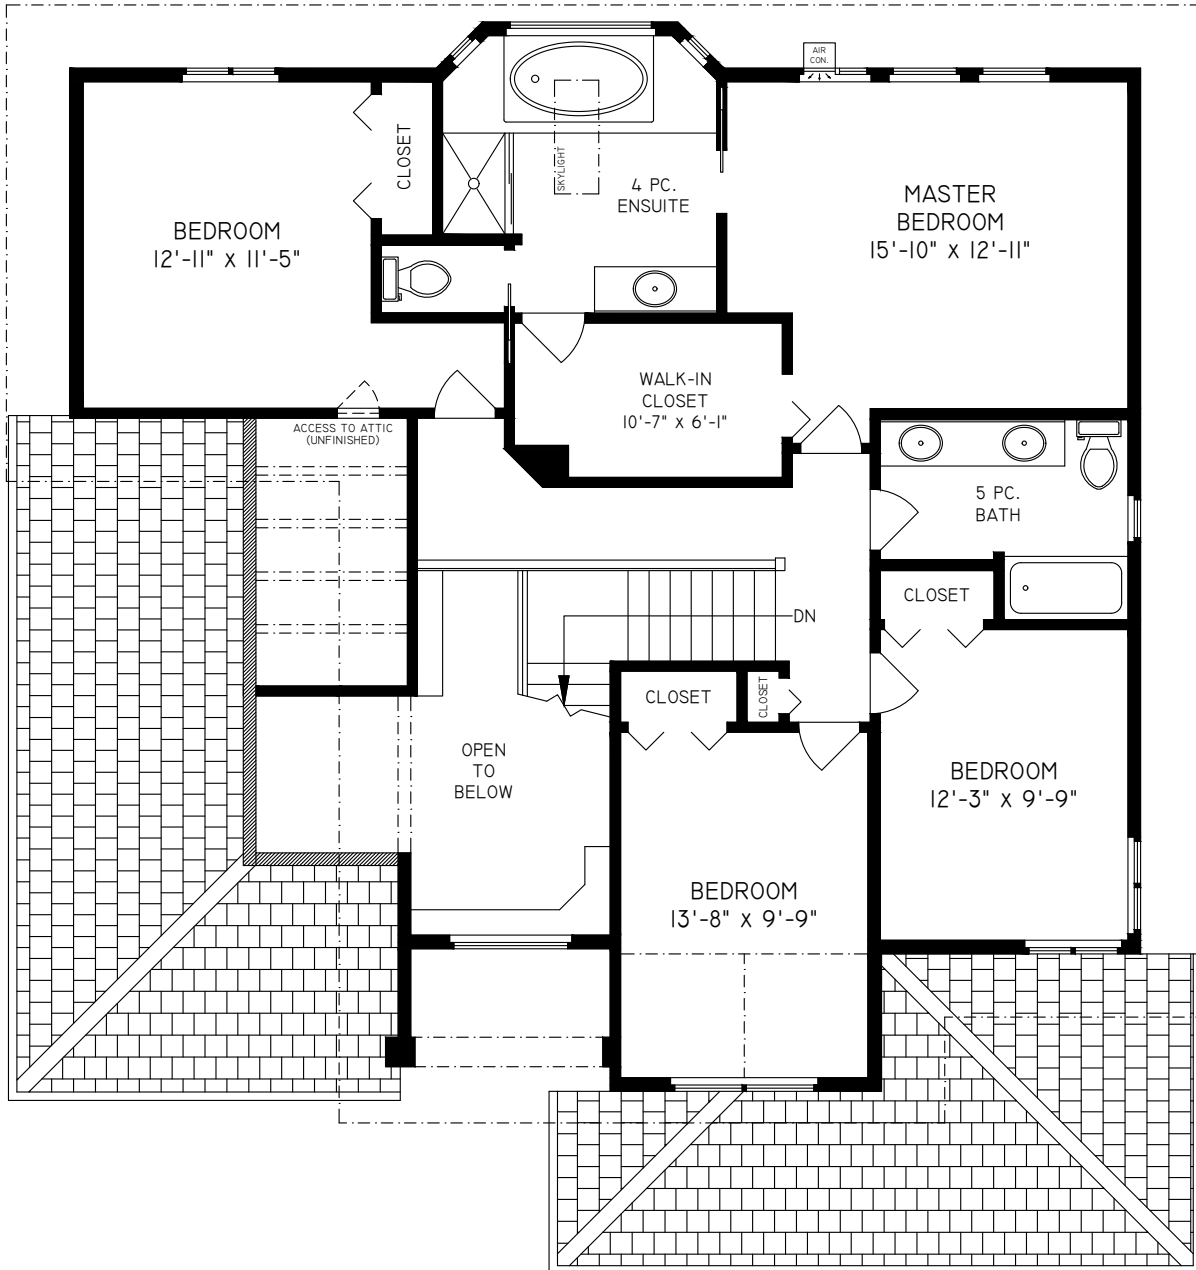 AIR
CON.
CLOSET
SKYLIGHT
4 PC.
ENSUITE
MASTER
BEDROOM
15'-10" X 12'-11"
BEDROOM
12'-11" X 11'-5"
WALK-IN
CLOSET
10'-7" X 6'-1"
ACCESS TO ATTIC
(UNFINISHED)
5 PC.
BATH
CLOSET
DN
CLOSET
CLOSET
OPEN
TO
BELOW
BEDROOM
12'-3" X 9'-9"
BEDROOM
13'-8" X 9'-9"